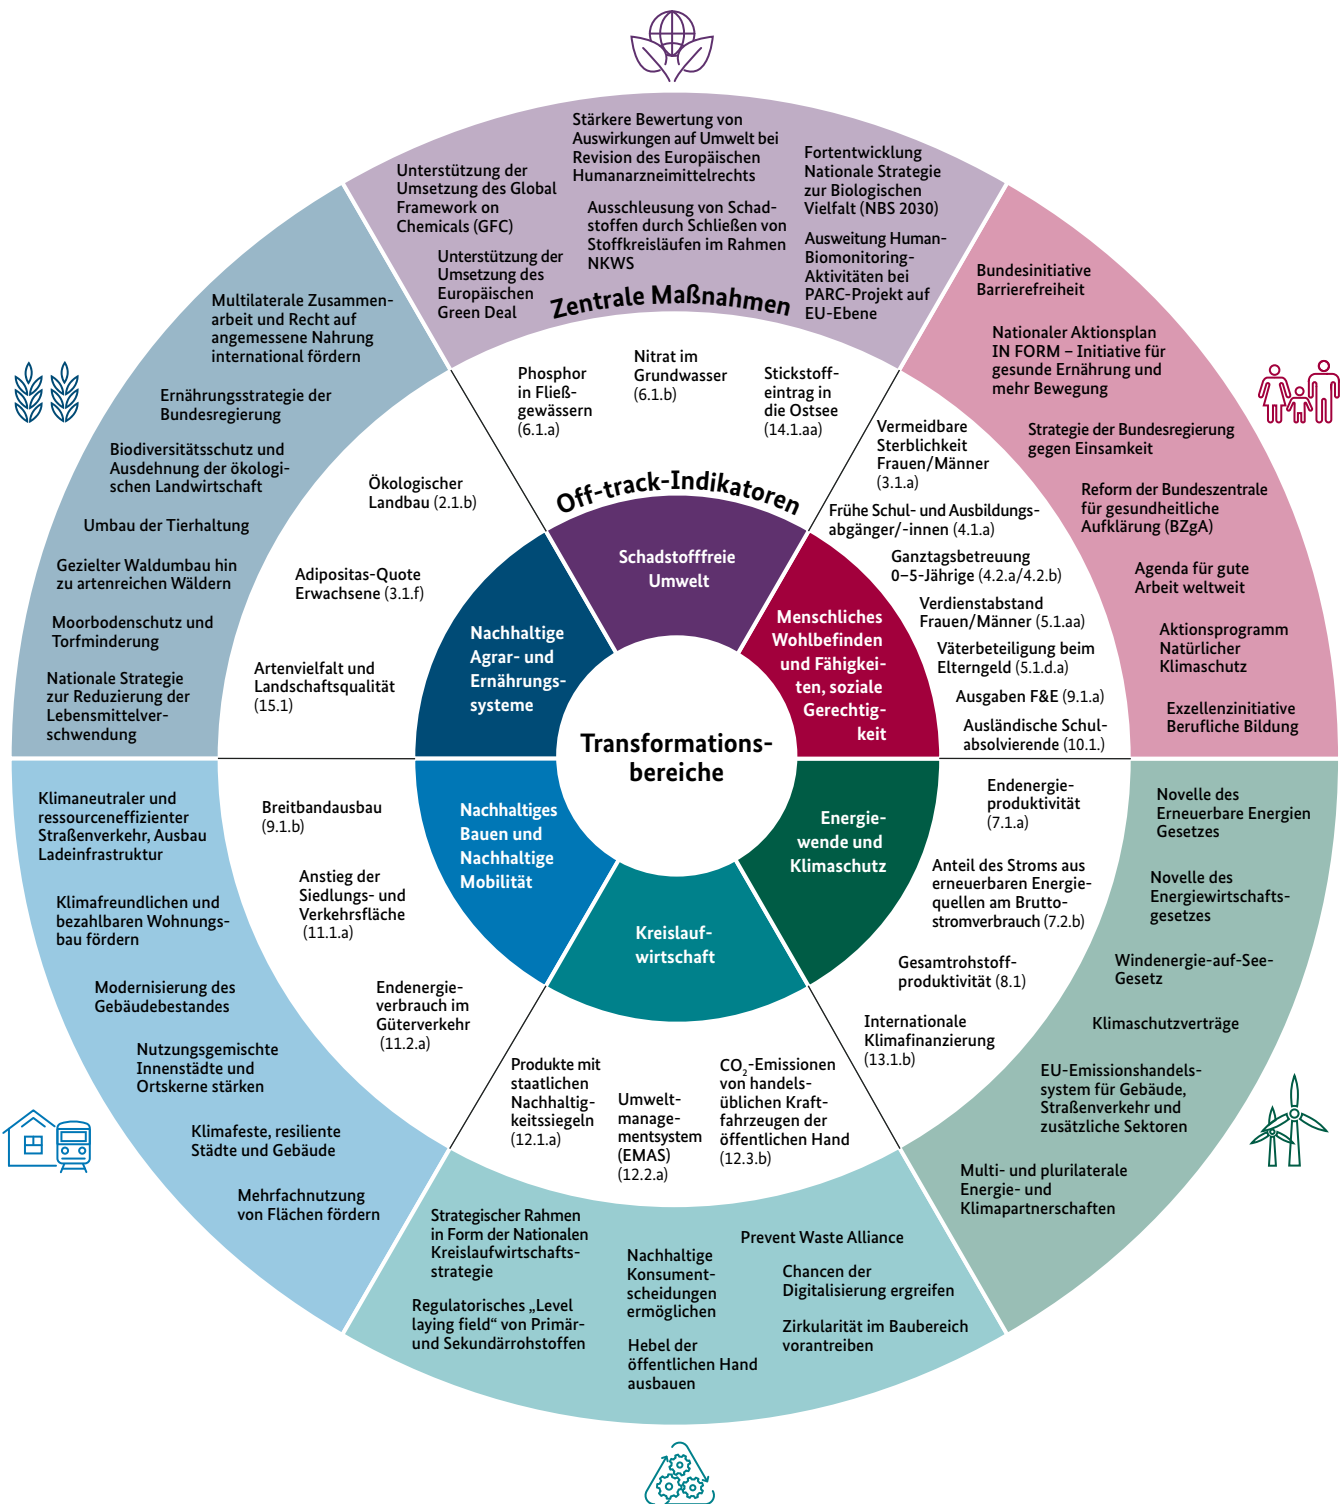 Stärkere Bewertung von
Auswirkungen auf Umwelt bei
Revision des Europäischen
Humanarzneimittelrechts
Fortentwicklung
Nationale Strategie
zur Biologischen
Vielfalt (NBS 2030)
Unterstützung der
Umsetzung des Global
Framework on
Chemicals (GFC)
Ausschleusung von Schad-
stoffen durch Schließen von
Stoffkreisläufen im Rahmen
NKWS
Ausweitung Human-
Biomonitoring-
Aktivitäten bei
PARC-Projekt auf
EU-Ebene
Unterstützung der
Umsetzung des
Europäischen
Green Deal
Zentrale Maßnahmen
Bundesinitiative
Barrierefreiheit
Nationaler Aktionsplan
IN FORM – Initiative für
gesunde Ernährung und
mehr Bewegung
Strategie der Bundesregierung
gegen Einsamkeit
Reform der Bundeszentrale
für gesundheitliche
Aufklärung (BZgA)
Agenda für gute
Arbeit weltweit
Aktionsprogramm
Natürlicher
Klimaschutz
Exzellenzinitiative
Berufliche Bildung
Multilaterale Zusammen-
arbeit und Recht auf
angemessene Nahrung
international fördern
Ernährungsstrategie der
Bundesregierung
Biodiversitätsschutz und
Ausdehnung der ökologi-
schen Landwirtschaft
Umbau der Tierhaltung
Gezielter Waldumbau hin
zu artenreichen Wäldern
Moorbodenschutz und
Torfminderung
Nationale Strategie
zur Reduzierung der
Lebensmittelver-
schwendung
Phosphor
in Fließ-
gewässern
(6.1.a)
Nitrat im
Grundwasser
(6.1.b)
Stickstoff-
eintrag in
die Ostsee
(14.1.aa)
Off-track-Indikatoren
Vermeidbare
Sterblichkeit
Frauen/Männer
(3.1.a)
Frühe Schul- und Ausbildungs-
abgänger/-innen (4.1.a)
Ganztagsbetreuung
0–5-Jährige (4.2.a/4.2.b)
Verdienstabstand
Frauen/Männer (5.1.aa)
Väterbeteiligung beim
Elterngeld (5.1.d.a)
Ausgaben F&E (9.1.a)
Ausländische Schul-
absolvierende (10.1.)
Ökologischer
Landbau (2.1.b)
Adipositas-Quote
Erwachsene (3.1.f)
Artenvielfalt und
Landschaftsqualität
(15.1)
Schadstofffreie
Umwelt
Menschliches
Wohlbefinden
und Fähigkei-
ten, soziale
Gerechtig-
keit
Nachhaltige
Agrar- und
Ernährungs-
systeme
Transformations-
bereiche
Nachhaltiges
Bauen und
Nachhaltige
Mobilität
Energie-
wende und
Klimaschutz
Kreislauf-
wirtschaft
Breitbandausbau
(9.1.b)
Anstieg der
Siedlungs- und
Verkehrsfläche
(11.1.a)
Endenergie-
verbrauch im
Güterverkehr
(11.2.a)
Endenergie-
produktivität
(7.1.a)
Anteil des Stroms aus
erneuerbaren Energie-
quellen am Brutto-
stromverbrauch (7.2.b)
Gesamtrohstoff-
produktivität (8.1)
Internationale
Klimafinanzierung
(13.1.b)
Produkte mit
staatlichen
Nachhaltig-
keitssiegeln
(12.1.a)
Umwelt-
manage-
mentsystem
(EMAS)
(12.2.a)
CO₂-Emissionen
von handels-
üblichen Kraft-
fahrzeugen der
öffentlichen Hand
(12.3.b)
Klimaneutraler und
ressourceneffizienter
Straßenverkehr, Ausbau
Ladeinfrastruktur
Klimafreundlichen und
bezahlbaren Wohnungs-
bau fördern
Modernisierung des
Gebäudebestandes
Nutzungsgemischte
Innenstädte und
Ortskerne stärken
Klimafeste, resiliente
Städte und Gebäude
Mehrfachnutzung
von Flächen fördern
Novelle des
Erneuerbare Energien
Gesetzes
Novelle des
Energiewirtschafts-
gesetzes
Windenergie-auf-See-
Gesetz
Klimaschutzverträge
EU-Emissionshandels-
system für Gebäude,
Straßenverkehr und
zusätzliche Sektoren
Multi- und plurilaterale
Energie- und
Klimapartnerschaften
Strategischer Rahmen
in Form der Nationalen
Kreislaufwirtschafts-
strategie
Regulatorisches „Level
laying field“ von Primär-
und Sekundärrohstoffen
Nachhaltige
Konsument-
scheidungen
ermöglichen
Hebel der
öffentlichen Hand
ausbauen
Prevent Waste Alliance
Chancen der
Digitalisierung ergreifen
Zirkularität im Baubereich
vorantreiben